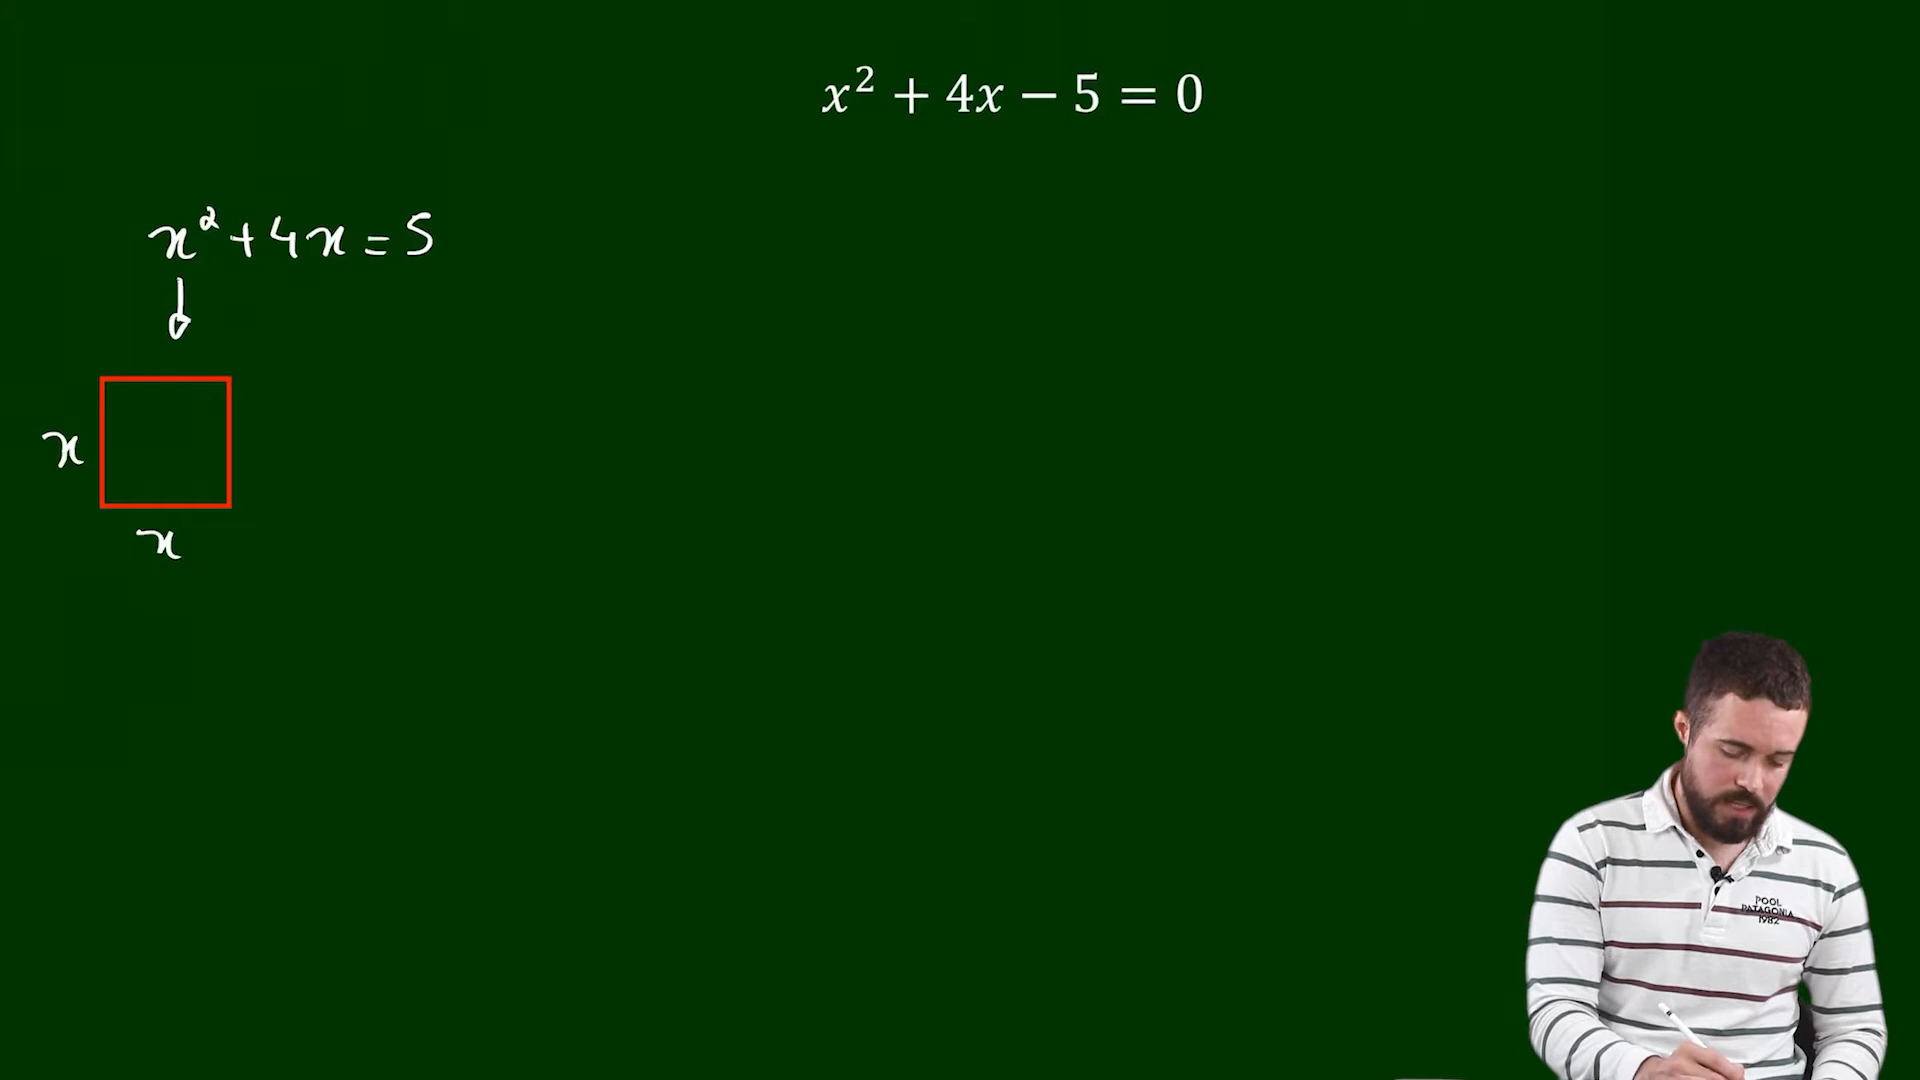 x² + 4x − 5 = 0
x² + 4x = 5
x
x
POOL
PATAGONIA
1982